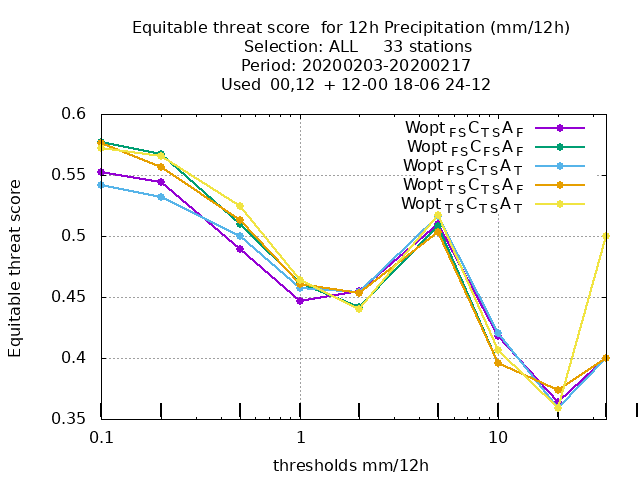 Equitable threat score  for 12h Precipitation (mm/12h)
Selection: ALL     33 stations
Period: 20200203-20200217
Used  00,12  + 12-00 18-06 24-12
Wopt FS C TS A F
Wopt FS C FS A F
Wopt FS C TS A T
Wopt TS C TS A F
Wopt TS C TS A T
Equitable threat score
0.6
0.55
0.5
0.45
0.4
0.35
0.1 1 10
thresholds mm/12h